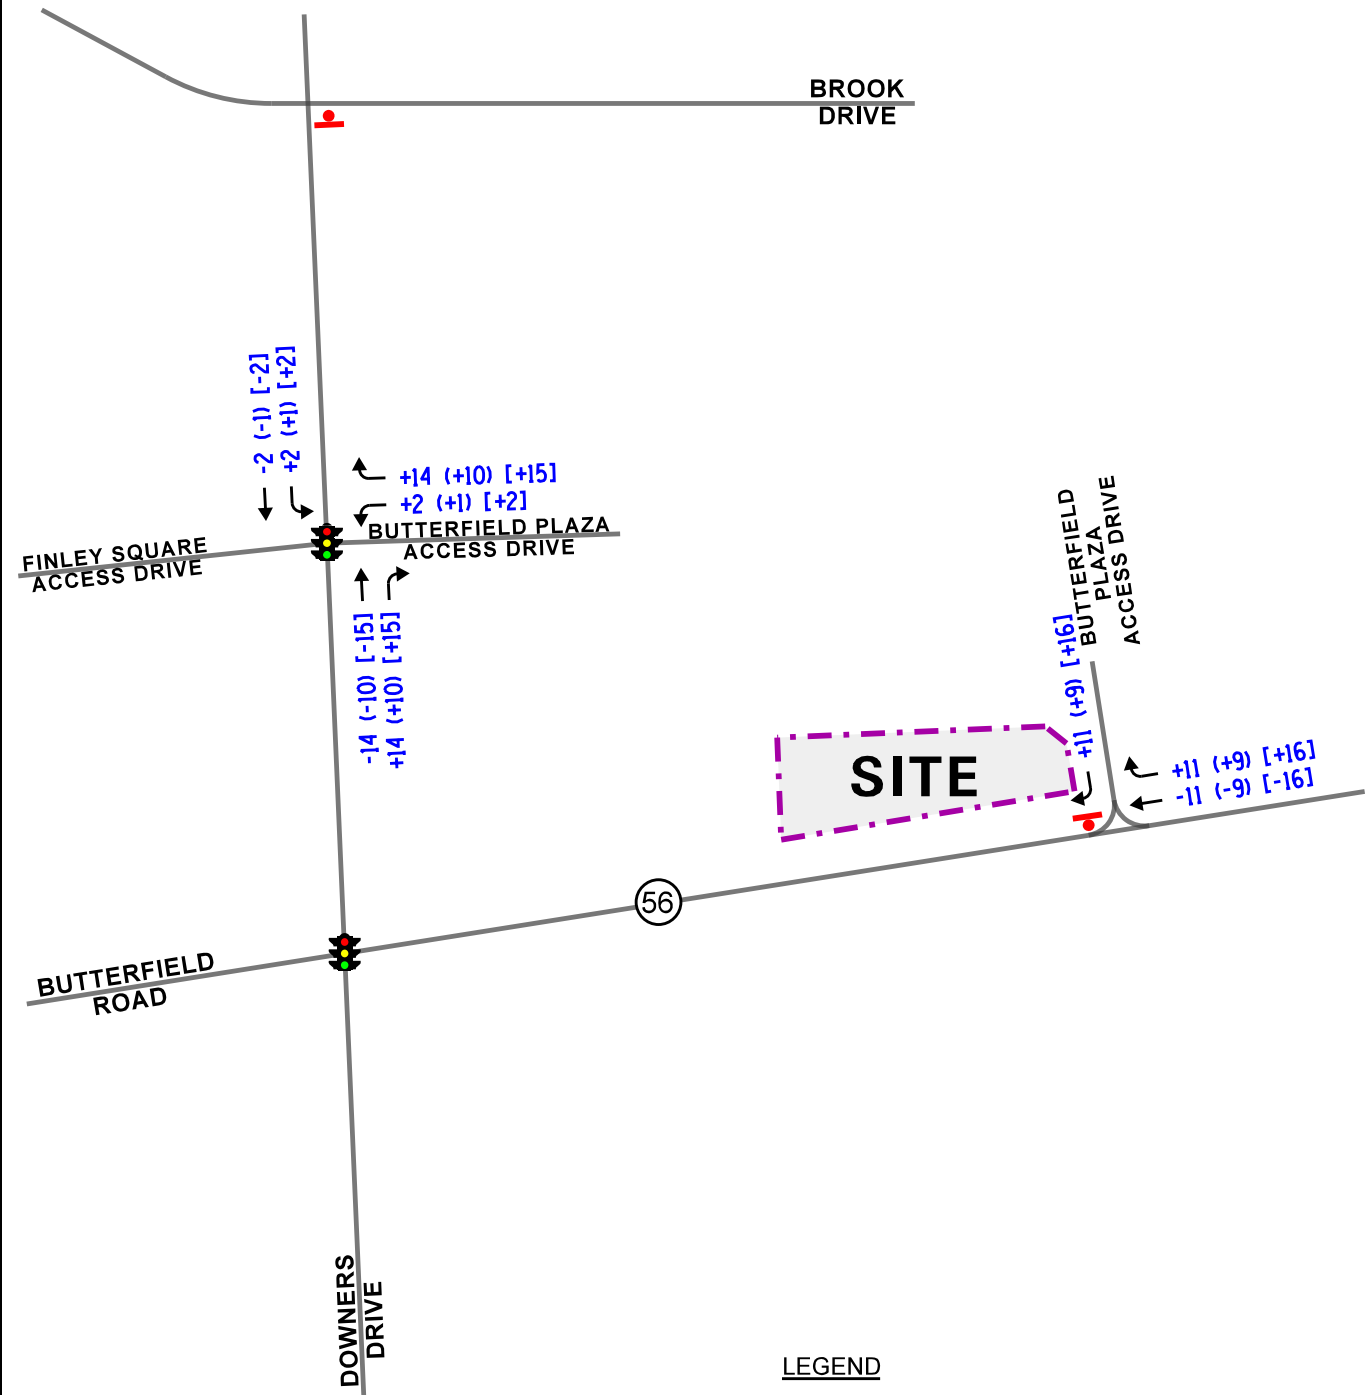 BROOK
DRIVE
-2 (-1) [-2]
+2 (+1) [+2]
+14 (+10) [+15]
+2 (+1) [+2]
BUTTERFIELD PLAZA
ACCESS DRIVE
FINLEY SQUARE
ACCESS DRIVE
-14 (-10) [-15]
+14 (+10) [+15]
BUTTERFIELD
PLAZA
ACCESS DRIVE
+11 (+9) [+16]
+11 (+9) [+16]
-11 (-9) [-16]
SITE
56
BUTTERFIELD
ROAD
DOWNERS
DRIVE
LEGEND